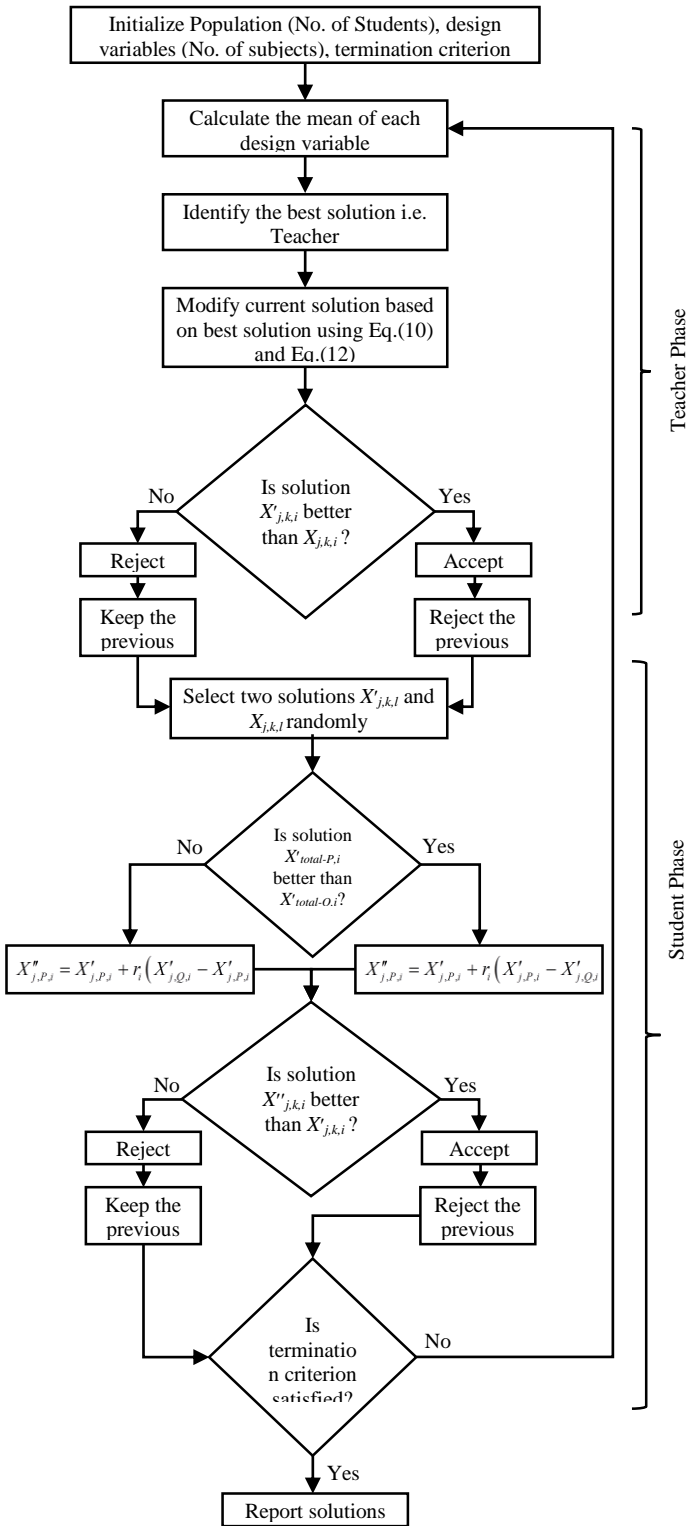 Initialize Population (No. of Students), design
variables (No. of subjects), termination criterion
Calculate the mean of each
design variable
Identify the best solution i.e.
Teacher
Modify current solution based
on best solution using Eq.(10)
and Eq.(12)
Is solution
X'j,k,i better
than Xj,k,i ?
No
Yes
Reject
Accept
Keep the
previous
Reject the
previous
Teacher Phase
Select two solutions X'j,k,l and
Xj,k,l randomly
Is solution
X'total-P,i
better than
X'total-Q,i?
No
Yes
X''j,P,i = X'j,P,i + ri(X'j,Q,i − X'j,P,i
X''j,P,i = X'j,P,i + ri(X'j,P,i − X'j,Q,i
Is solution
X''j,k,i better
than X'j,k,i ?
No
Yes
Reject
Accept
Keep the
previous
Reject the
previous
Student Phase
Is
terminatio
n criterion
satisfied?
No
Yes
Report solutions